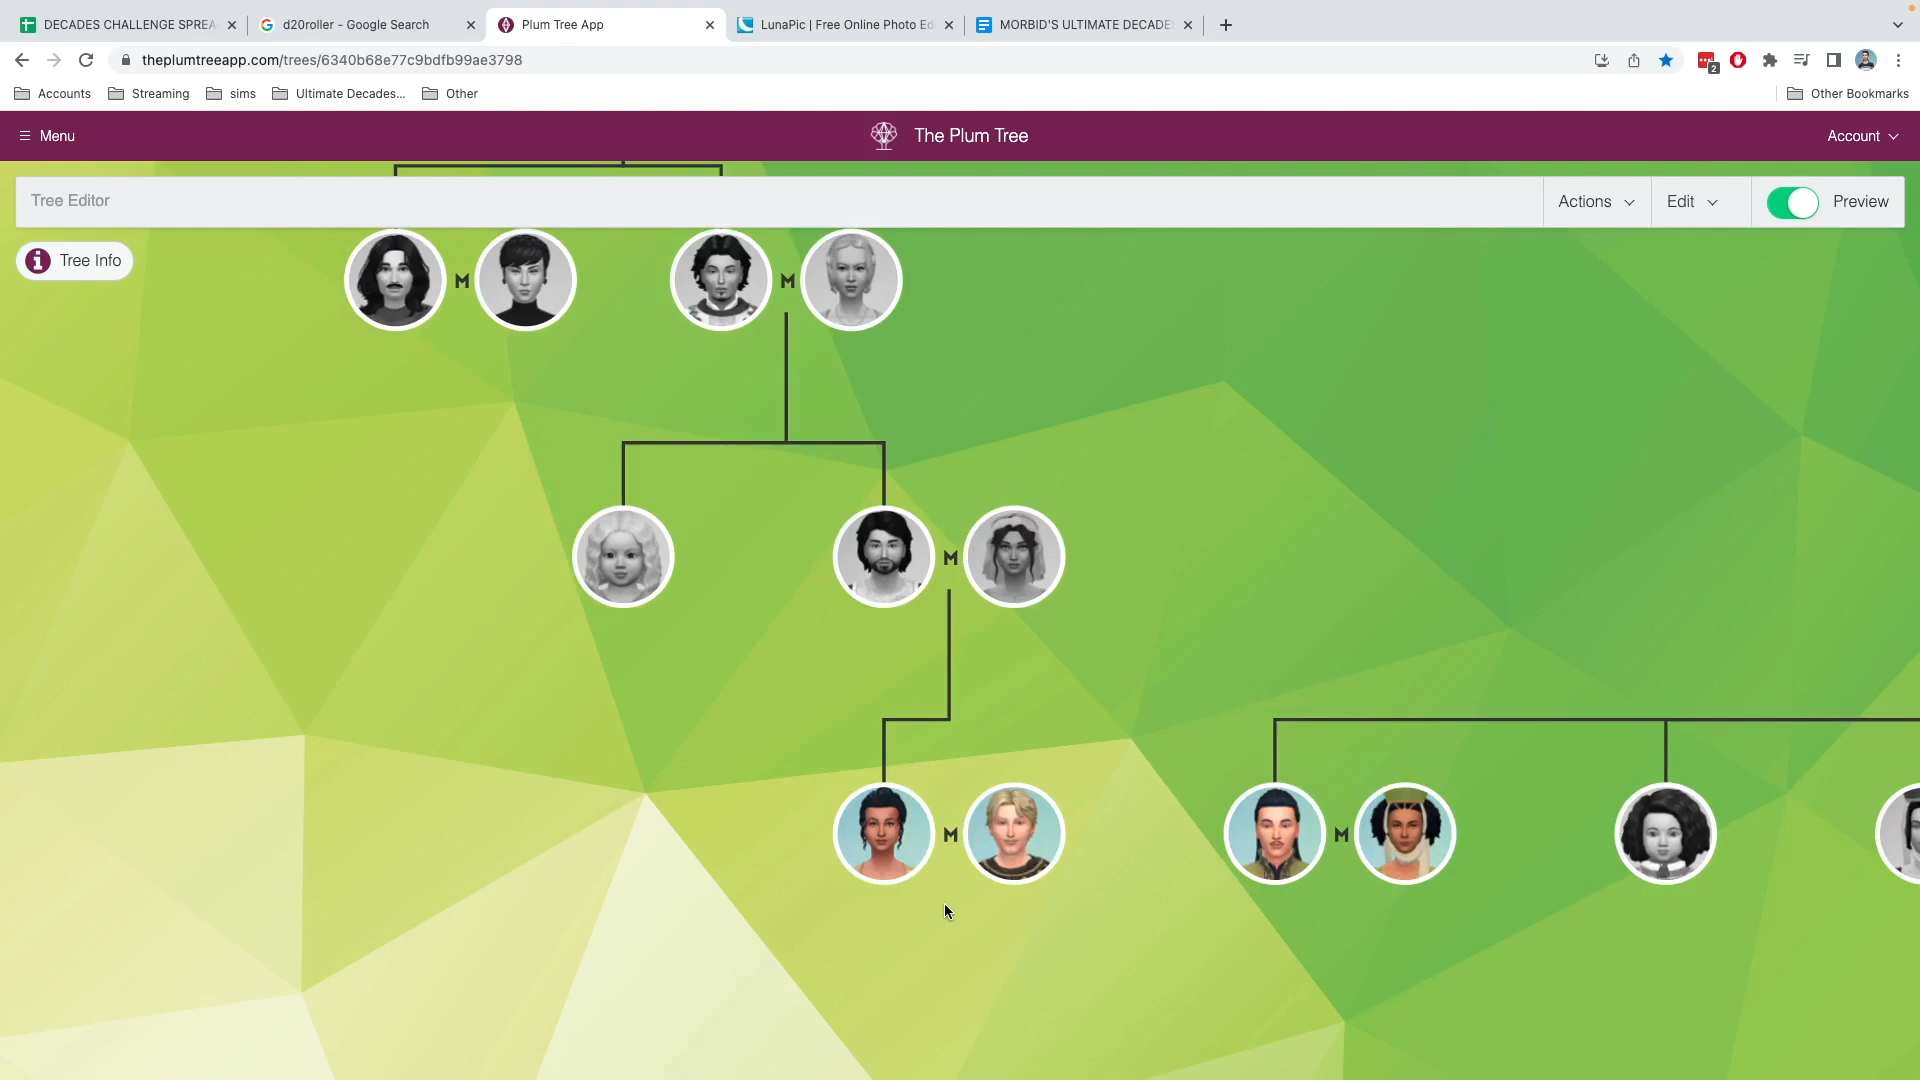 DECADES CHALLENGE SPREA
d20roller - Google Search
Plum Tree App
LunaPic | Free Online Photo Ed
MORBID'S ULTIMATE DECADE
theplumtreeapp.com/trees/6340b68e77c9bdfb99ae3798
2
Accounts
Streaming
sims
Ultimate Decades...
Other
Other Bookmarks
Menu
The Plum Tree
Account
Tree Editor
Actions
Edit
Preview
Tree Info
M
M
M
M
M